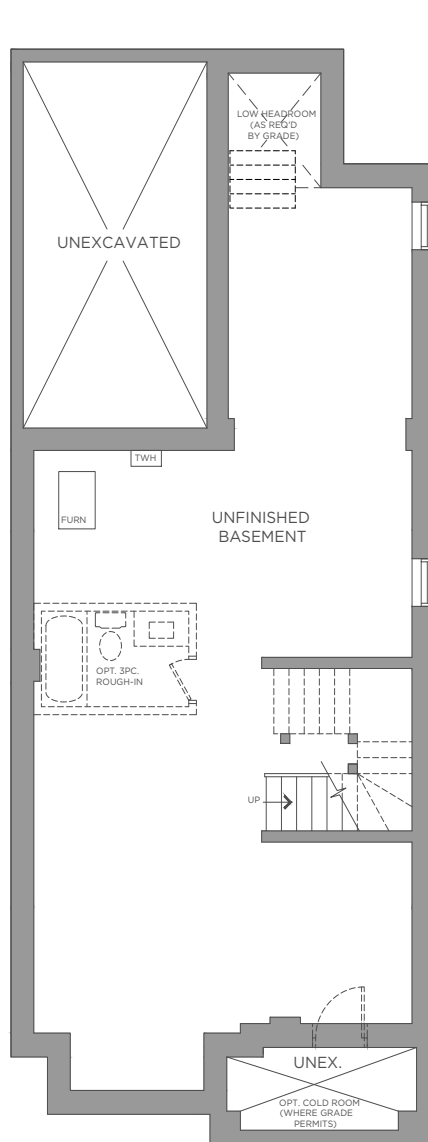 LOW HEADROOM
(AS REQ'D
BY GRADE)
UNEXCAVATED
TWH
FURN
UNFINISHED
BASEMENT
OPT. 3PC.
ROUGH-IN
UP
UNEX.
OPT. COLD ROOM
(WHERE GRADE
PERMITS)